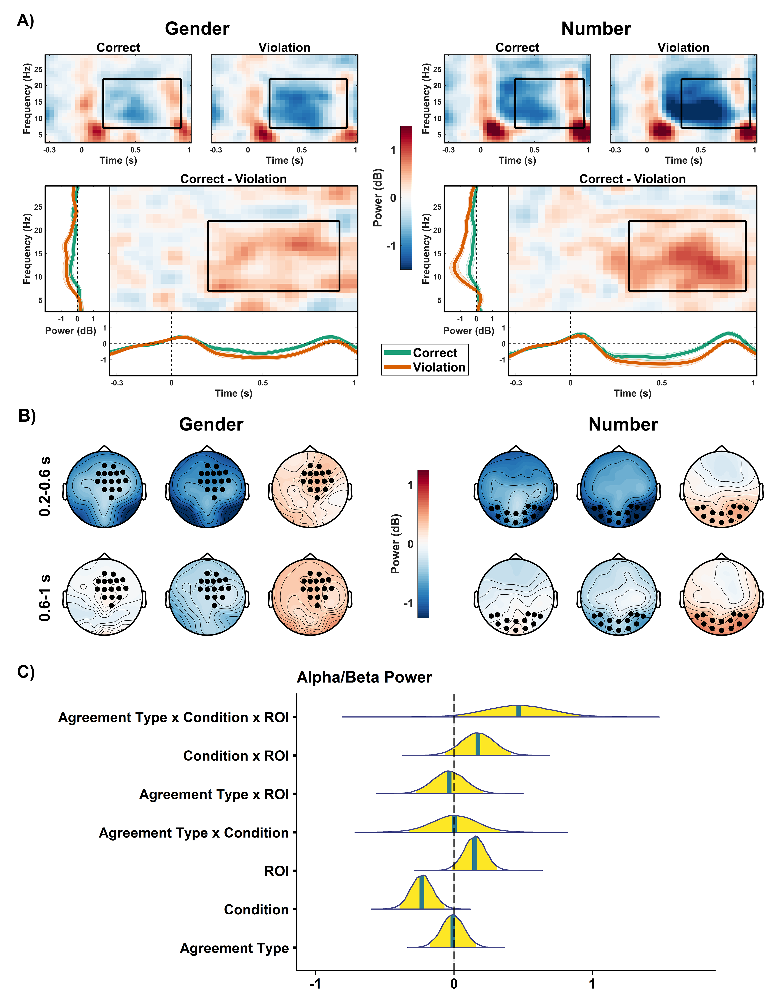 A)
Gender
Number
Correct
Violation
Correct
Violation
Frequency (Hz)
25
20
15
10
5
-0.3 0 0.5 1
Time (s)
-0.3 0 0.5 1
Time (s)
Frequency (Hz)
25
20
15
10
5
-0.3 0 0.5 1
Time (s)
-0.3 0 0.5 1
Time (s)
Power (dB)
1
0
-1
Correct - Violation
Frequency (Hz)
25
20
15
10
5
-1 0 1
Power (dB)
1
0
-1
-0.3 0 0.5 1
Time (s)
Correct
Violation
Correct - Violation
Frequency (Hz)
25
20
15
10
5
-1 0 1
Power (dB)
1
0
-1
-0.3 0 0.5 1
Time (s)
B)
Gender
Number
0.2-0.6 s
0.6-1 s
Power (dB)
1
0
-1
C)
Alpha/Beta Power
Agreement Type x Condition x ROI
Condition x ROI
Agreement Type x ROI
Agreement Type x Condition
ROI
Condition
Agreement Type
-1 0 1